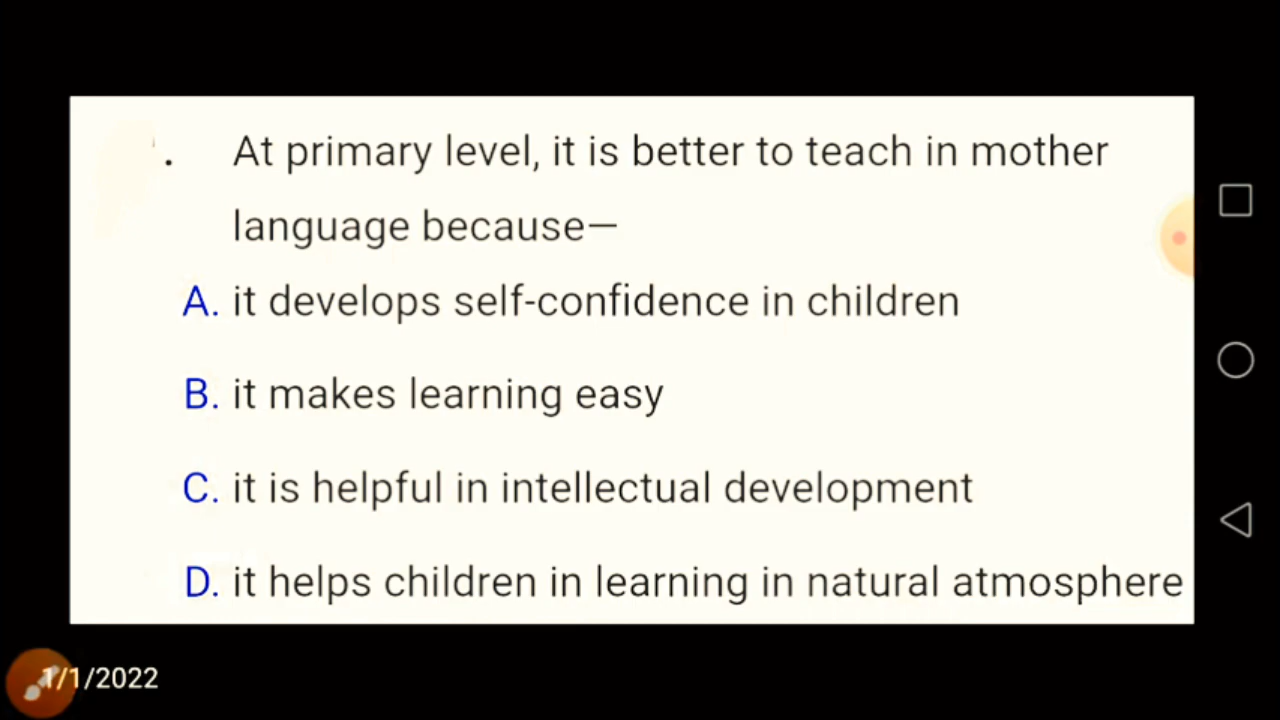 . At primary level, it is better to teach in mother
language because—
A. it develops self-confidence in children
B. it makes learning easy
C. it is helpful in intellectual development
D. it helps children in learning in natural atmosphere
1/1/2022